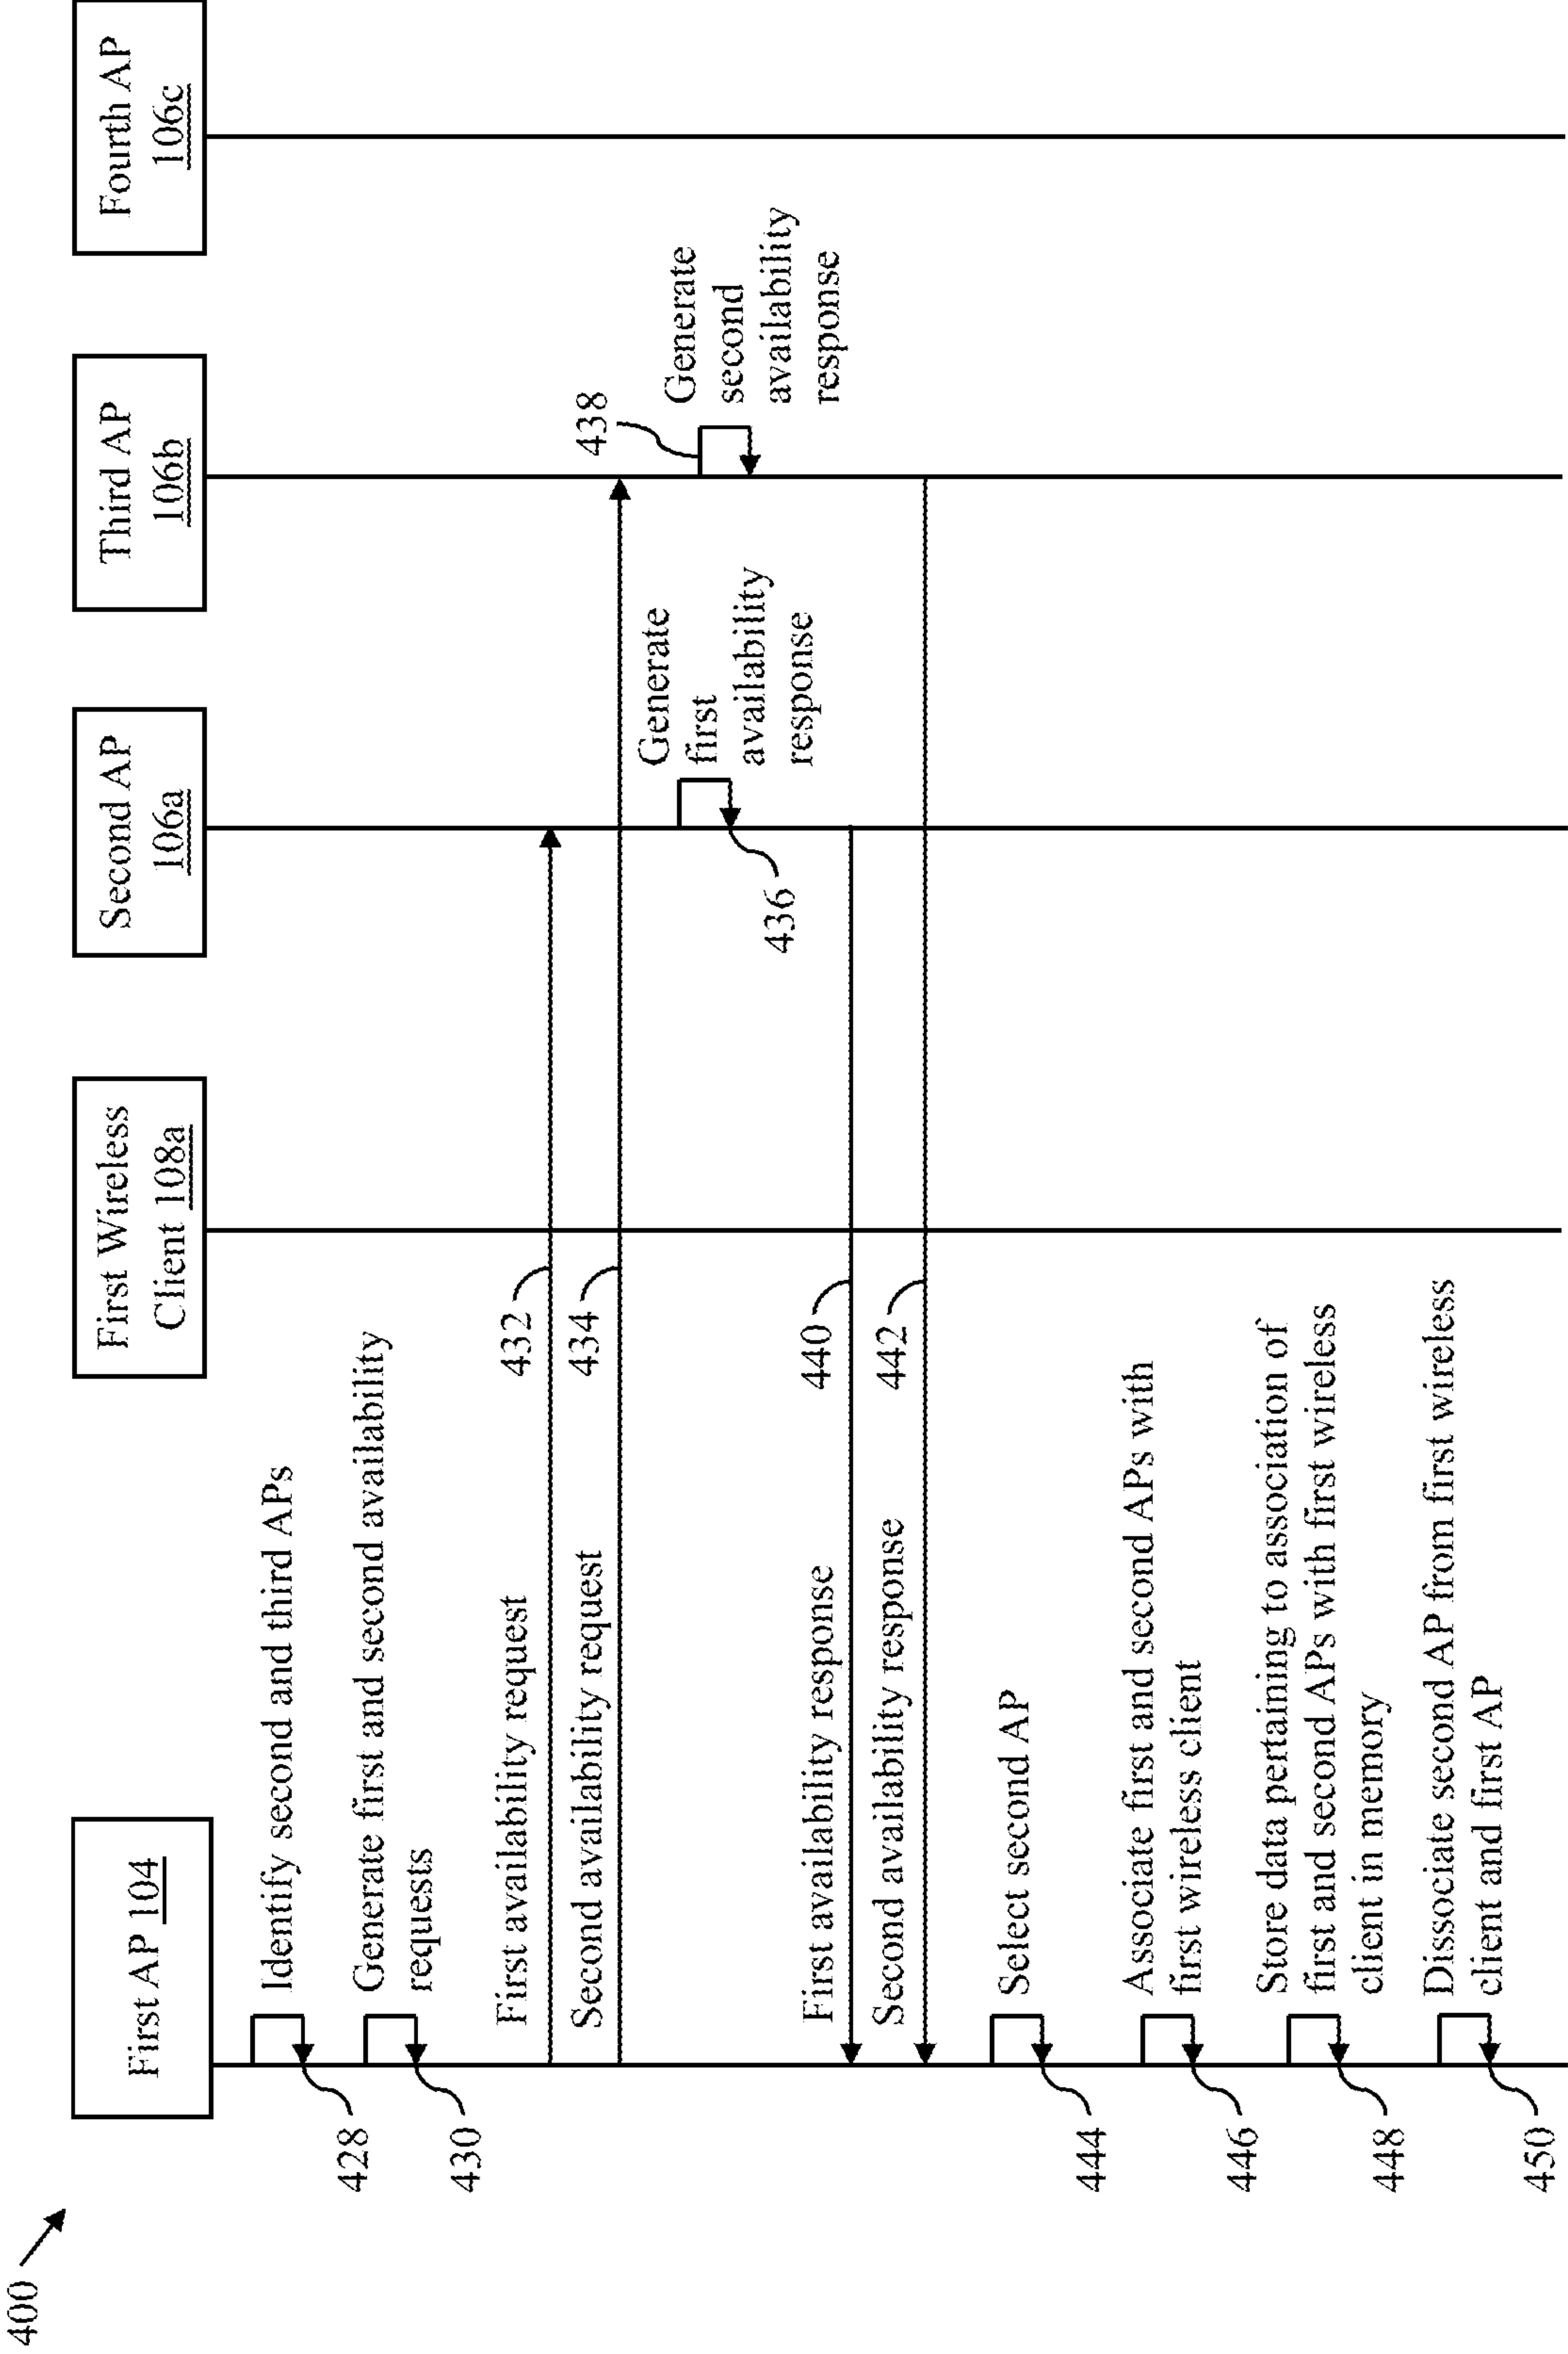 400
First AP 104
First Wireless
Client 108a
Second AP
106a
Third AP
106b
Fourth AP
106c
Identify second and third APs
428
Generate first and second availability
requests
430
First availability request
432
Second availability request
434
Generate
first
availability
response
436
438
Generate
second
availability
response
First availability response
440
Second availability response
442
Select second AP
444
Associate first and second APs with
first wireless client
446
Store data pertaining to association of
first and second APs with first wireless
client in memory
448
Dissociate second AP from first wireless
client and first AP
450